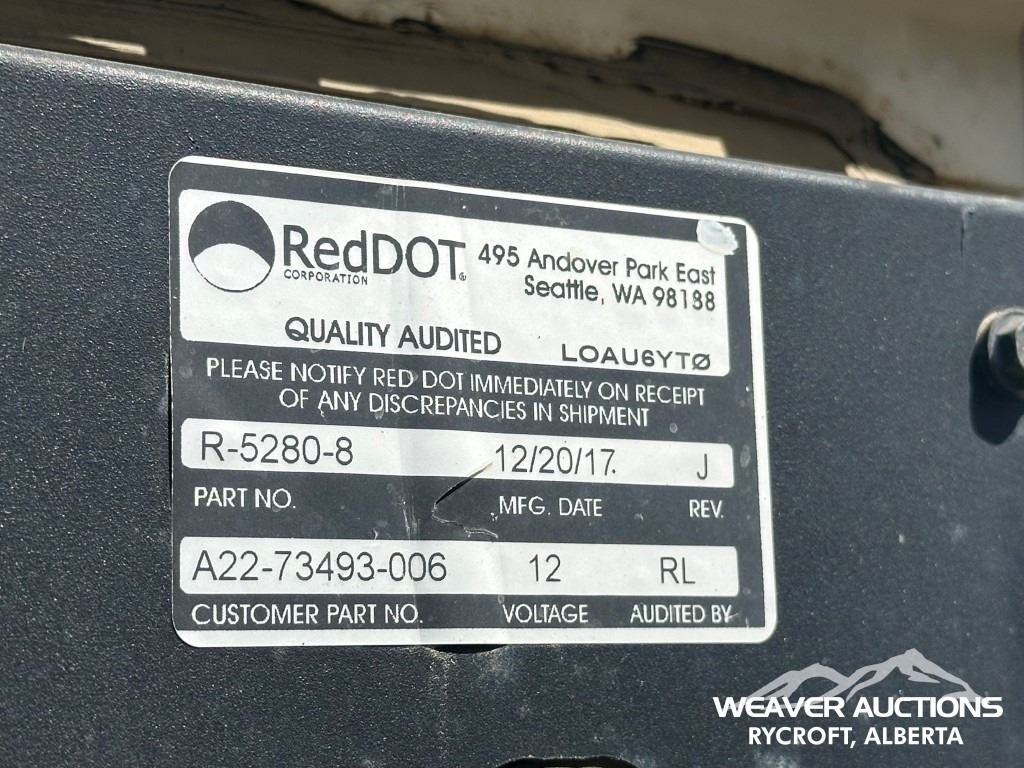 RedDOT®
CORPORATION
495 Andover Park East
Seattle, WA 98188
QUALITY AUDITED
LOAU6YTØ
PLEASE NOTIFY RED DOT IMMEDIATELY ON RECEIPT
OF ANY DISCREPANCIES IN SHIPMENT
R-5280-8 12/20/17. J
PART NO. MFG. DATE REV.
A22-73493-006 12 RL
CUSTOMER PART NO. VOLTAGE AUDITED BY
WEAVER AUCTIONS
RYCROFT, ALBERTA